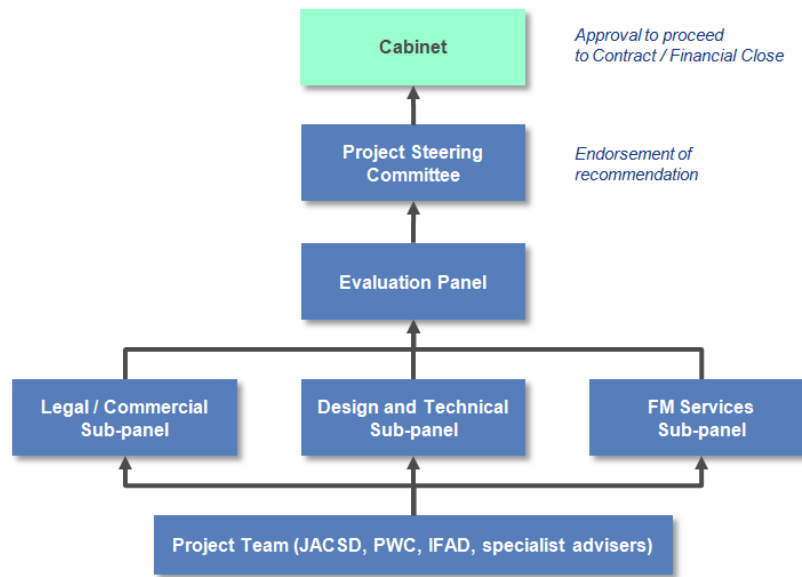 Cabinet
Approval to proceed
to Contract / Financial Close
Project Steering
Committee
Endorsement of
recommendation
Evaluation Panel
Legal / Commercial
Sub-panel
Design and Technical
Sub-panel
FM Services
Sub-panel
Project Team (JACSD, PWC, IFAD, specialist advisers)